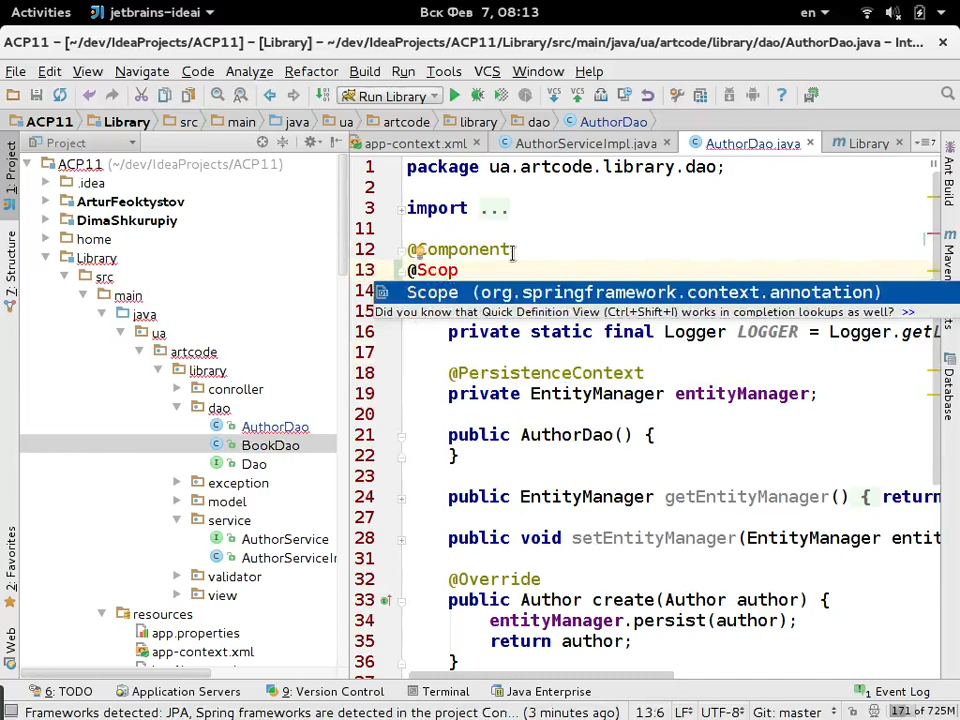 Activities jetbrains-ideai Вск Фев 7, 08:13 en
ACP11 – [~/dev/IdeaProjects/ACP11] – [Library] – ~/dev/IdeaProjects/ACP11/Library/src/main/java/ua/artcode/library/dao/AuthorDao.java – Int...
File Edit View Navigate Code Analyze Refactor Build Run Tools VCS Window Help
Run Library
ACP11 Library src main java ua artcode library dao AuthorDao
Project app-context.xml AuthorServiceImpl.java AuthorDao.java Library
ACP11 (~/dev/IdeaProjects/ACP11)
.idea
ArturFeoktystov
DimaShkurupiy
home
Library
src
main
java
ua
artcode
library
conroller
dao
AuthorDao
BookDao
Dao
exception
model
service
AuthorService
AuthorServiceIr
validator
view
resources
app.properties
app-context.xml
1 package ua.artcode.library.dao;
2
3 import ...
11
12 @Component
13 @Scop
14 Scope (org.springframework.context.annotation)
Did you know that Quick Definition View (Ctrl+Shift+I) works in completion lookups as well? >>
16 private static final Logger LOGGER = Logger.getL
17
18 @PersistenceContext
19 private EntityManager entityManager;
20
21 public AuthorDao() {
22 }
23
24 public EntityManager getEntityManager() { return
27
28 public void setEntityManager(EntityManager entit
31
32 @Override
33 public Author create(Author author) {
34 entityManager.persist(author);
35 return author;
36 }
1: Project
7: Structure
2: Favorites
Web
Ant Build
Maven
Database
6: TODO Application Servers 9: Version Control Terminal Java Enterprise 1 Event Log
Frameworks detected: JPA, Spring frameworks are detected in the project Con... (3 minutes ago) 13:6 LF UTF-8 Git: master 171 of 725M